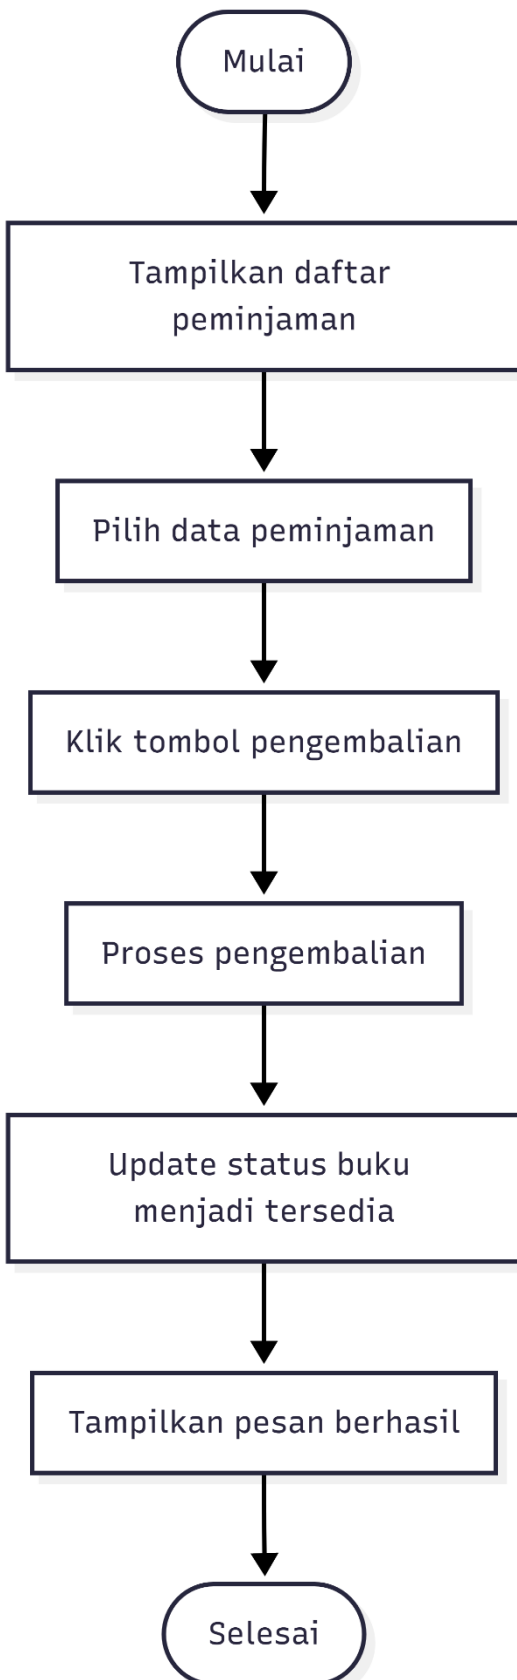 Mulai
Tampilkan daftar
peminjaman
Pilih data peminjaman
Klik tombol pengembalian
Proses pengembalian
Update status buku
menjadi tersedia
Tampilkan pesan berhasil
Selesai